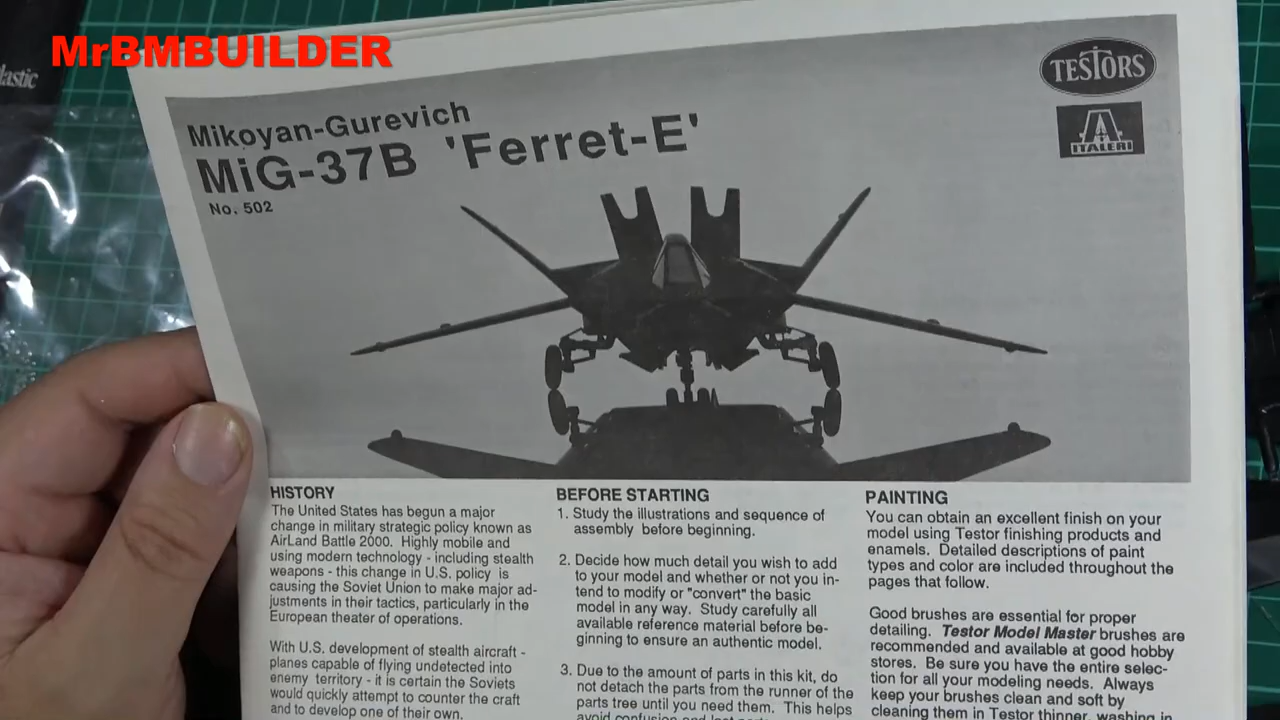 MrBMBUILDER
lastic
TESTORS
ITALERI
Mikoyan-Gurevich
MiG-37B 'Ferret-E'
No. 502
HISTORY
The United States has begun a major
change in military strategic policy known as
AirLand Battle 2000. Highly mobile and
using modern technology - including stealth
weapons - this change in U.S. policy is
causing the Soviet Union to make major ad-
justments in their tactics, particularly in the
European theater of operations.
With U.S. development of stealth aircraft -
planes capable of flying undetected into
enemy territory - it is certain the Soviets
would quickly attempt to counter the craft
and to develop one of their own.
BEFORE STARTING
1. Study the illustrations and sequence of
assembly before beginning.
2. Decide how much detail you wish to add
to your model and whether or not you in-
tend to modify or "convert" the basic
model in any way. Study carefully all
available reference material before be-
ginning to ensure an authentic model.
3. Due to the amount of parts in this kit, do
not detach the parts from the runner of the
parts tree until you need them. This helps
avoid confusion and lost parts
PAINTING
You can obtain an excellent finish on your
model using Testor finishing products and
enamels. Detailed descriptions of paint
types and color are included throughout the
pages that follow.
Good brushes are essential for proper
detailing. Testor Model Master brushes are
recommended and available at good hobby
stores. Be sure you have the entire selec-
tion for all your modeling needs. Always
keep your brushes clean and soft by
cleaning them in Testor thinner, washing in